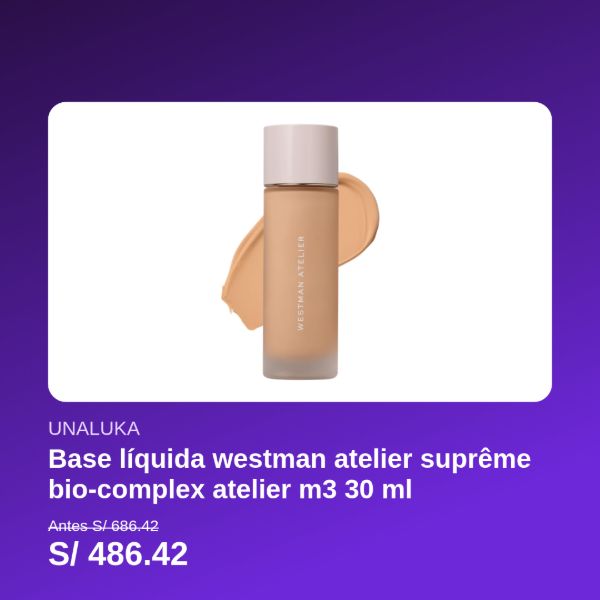 WESTMAN ATELIER
UNALUKA
Base líquida westman atelier suprême
bio-complex atelier m3 30 ml
Antes S/ 686.42
S/ 486.42